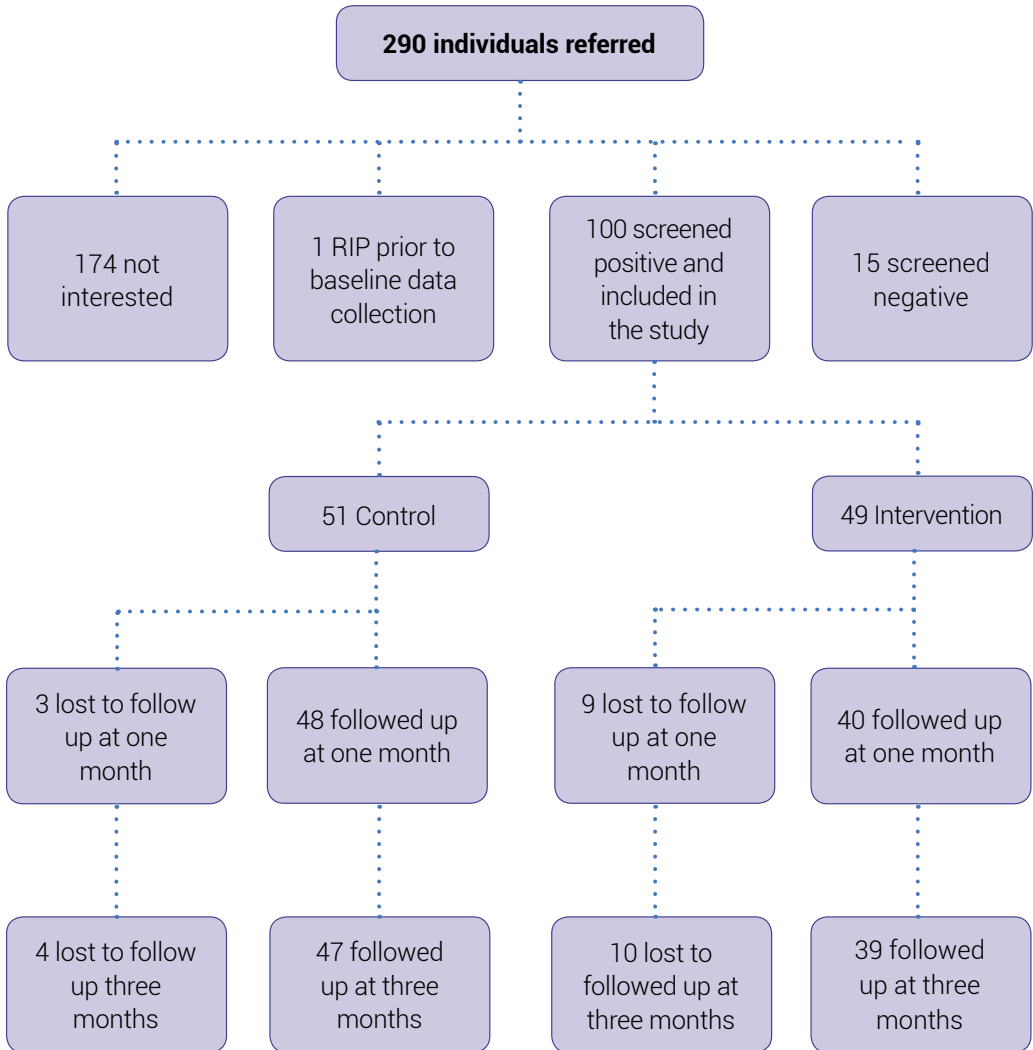 290 individuals referred
174 not
interested
1 RIP prior to
baseline data
collection
100 screened
positive and
included in
the study
15 screened
negative
51 Control
49 Intervention
3 lost to follow
up at one
month
48 followed up
at one month
9 lost to follow
up at one
month
40 followed up
at one month
4 lost to follow
up three
months
47 followed
up at three
months
10 lost to
followed up at
three months
39 followed
up at three
months